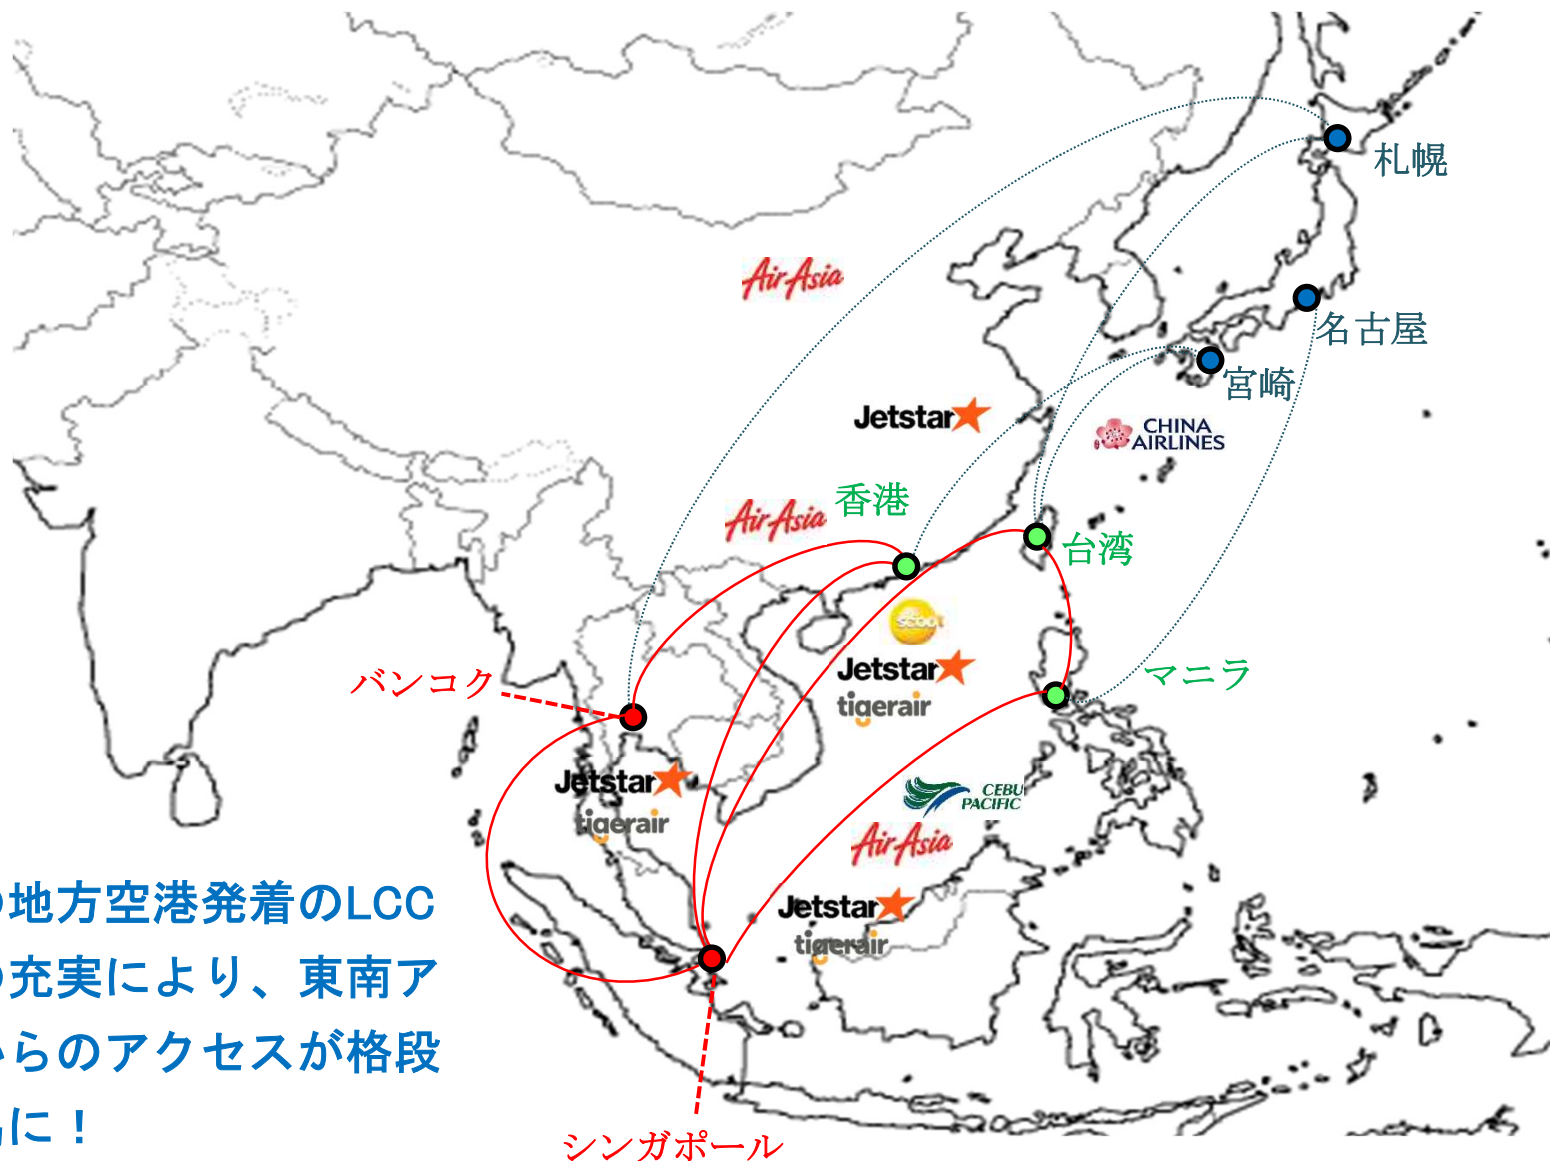 札幌
AirAsia
名古屋
宮崎
Jetstar
CHINA
AIRLINES
香港
AirAsia
台湾
scoot
Jetstar
tigerair
マニラ
バンコク
Jetstar
tigerair
CEBU
PACIFIC
AirAsia
Jetstar
tigerair
地方空港発着のLCC
充実により、東南ア
らのアクセスが格段
に！
シンガポール